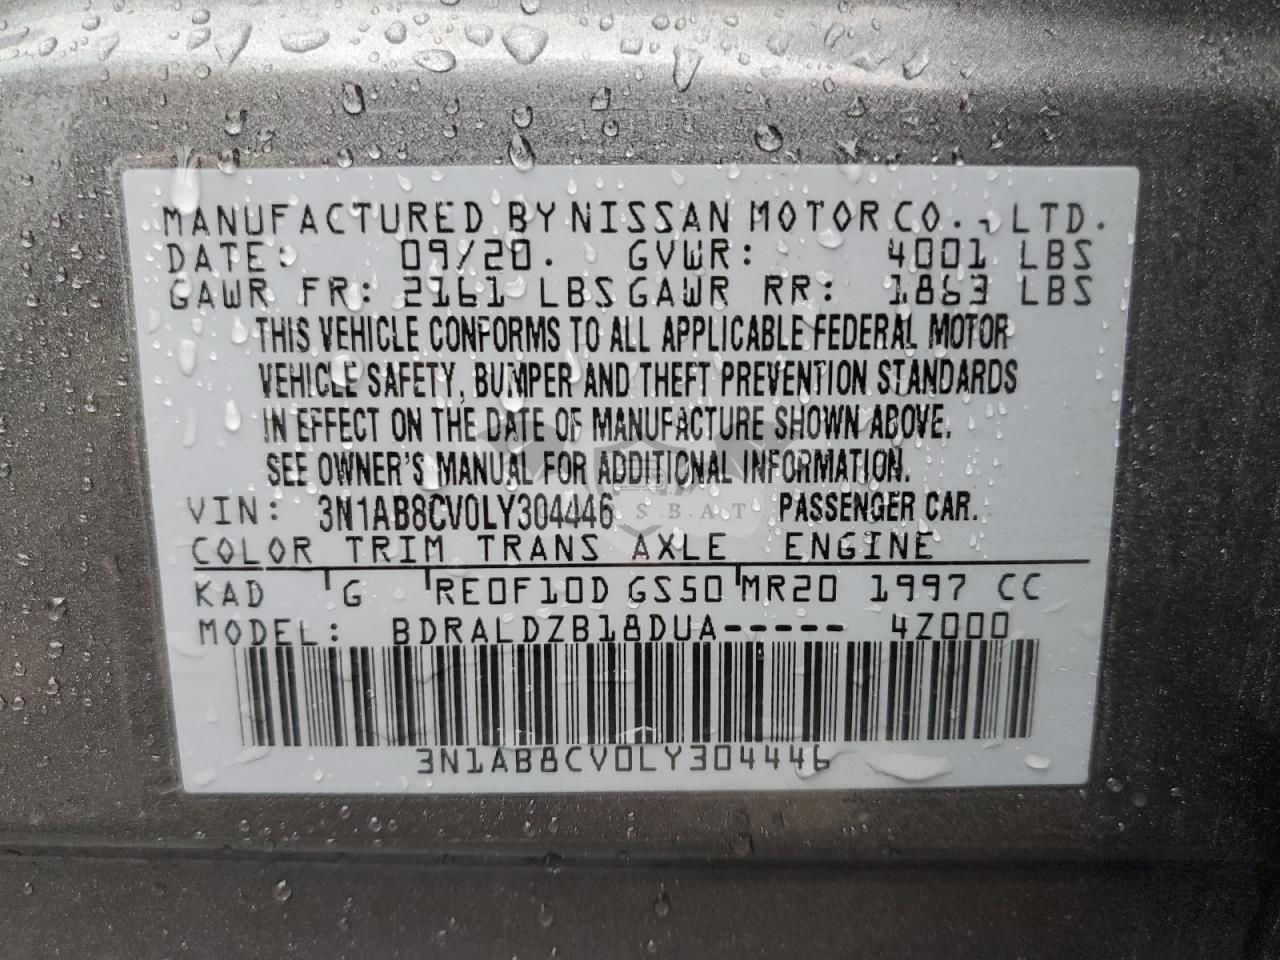 MANUFACTURED BY NISSAN MOTOR CO., LTD.
DATE: 09/20. GVWR: 4001 LBS
GAWR FR: 2161 LBS GAWR RR: 1863 LBS
THIS VEHICLE CONFORMS TO ALL APPLICABLE FEDERAL MOTOR
VEHICLE SAFETY, BUMPER AND THEFT PREVENTION STANDARDS
IN EFFECT ON THE DATE OF MANUFACTURE SHOWN ABOVE.
SEE OWNER'S MANUAL FOR ADDITIONAL INFORMATION.
VIN: 3N1AB8CV0LY304446 PASSENGER CAR.
COLOR TRIM TRANS AXLE ENGINE
KAD G RE0F10D GS50 MR20 1997 CC
MODEL: BDRALDZB18DUA----- 4Z000
3N1AB8CV0LY304446